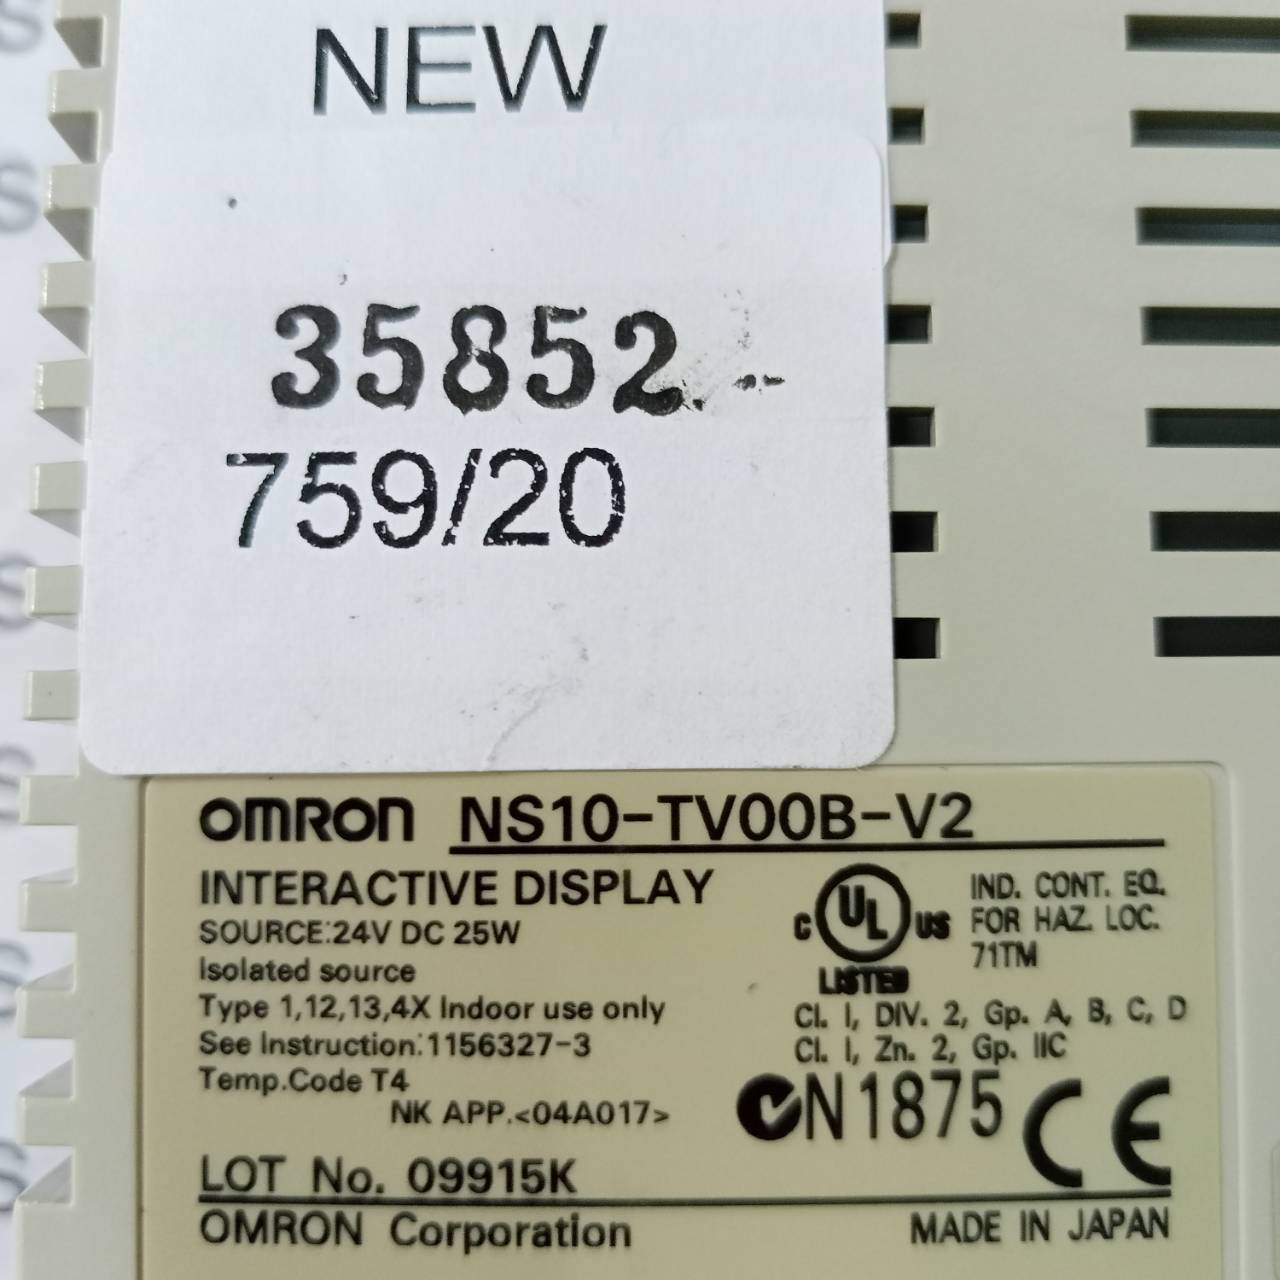 NEW
35852
759/20
OMRON NS10-TV00B-V2
INTERACTIVE DISPLAY
SOURCE:24V DC 25W
Isolated source
Type 1,12,13,4X Indoor use only
See Instruction:1156327-3
Temp.Code T4
NK APP.<04A017>
C UL US
LISTED
IND. CONT. EQ.
FOR HAZ. LOC.
71TM
Cl. I, DIV. 2, Gp. A, B, C, D
Cl. I, Zn. 2, Gp. IIC
N1875 CE
LOT No. 09915K
OMRON Corporation MADE IN JAPAN